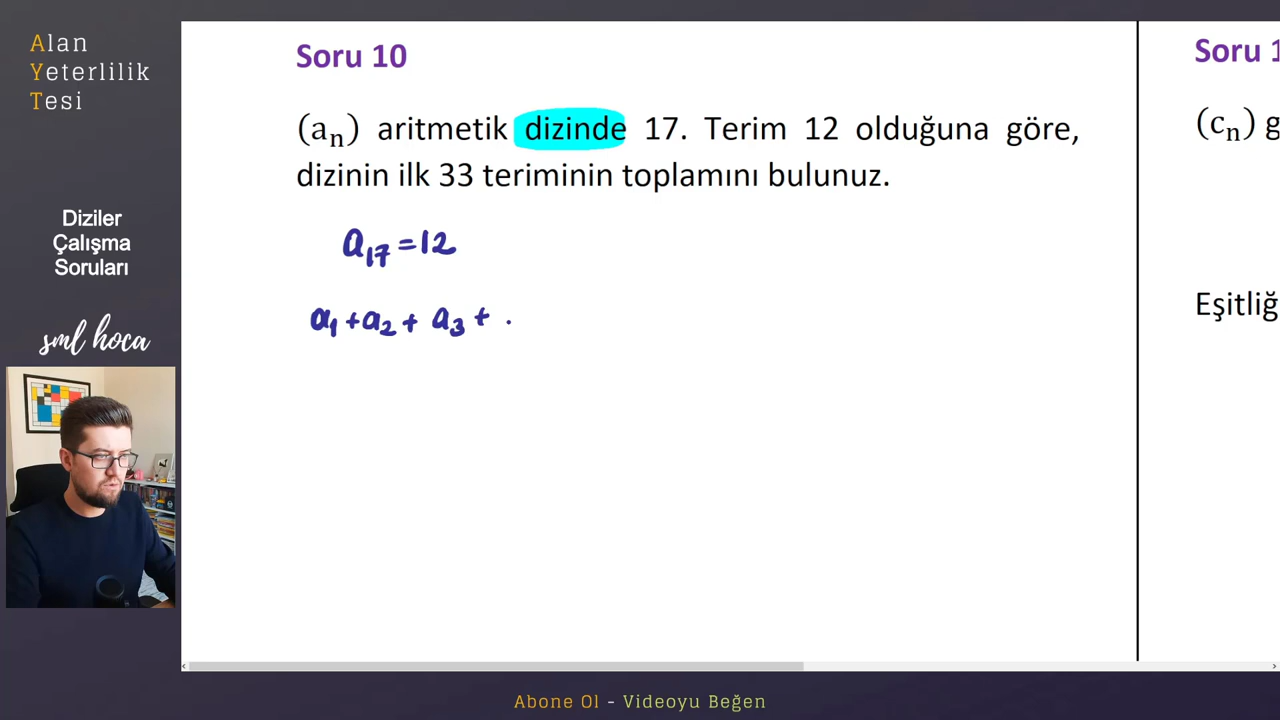 Alan
Yeterlilik
Tesi
Diziler
Çalışma
Soruları
sml hoca
Soru 10
(aₙ) aritmetik dizinde 17. Terim 12 olduğuna göre,
dizinin ilk 33 teriminin toplamını bulunuz.
a₁₇ = 12
a₁ + a₂ + a₃ + .
Soru 1
(cₙ) g
Eşitliğ
Abone Ol - Videoyu Beğen